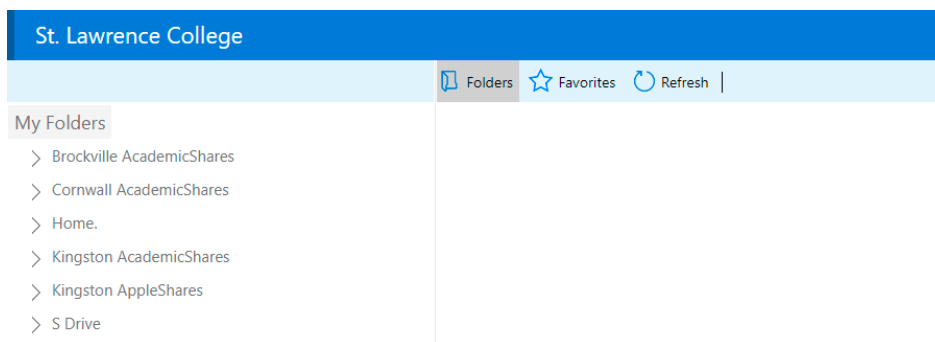 St. Lawrence College
Folders Favorites Refresh
My Folders
Brockville AcademicShares
Cornwall AcademicShares
Home.
Kingston AcademicShares
Kingston AppleShares
S Drive